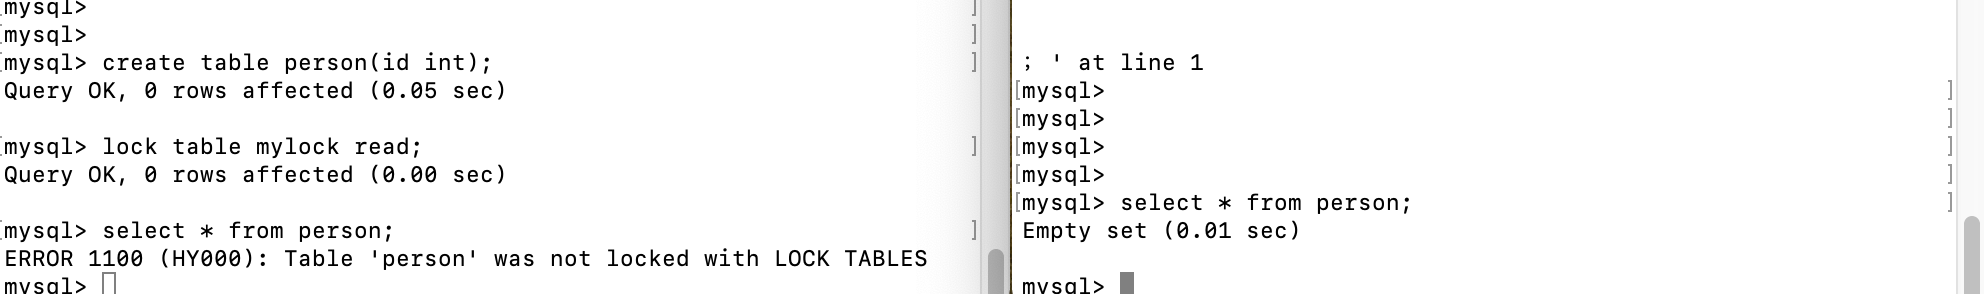 mysql>
mysql>
mysql> create table person(id int);
Query OK, 0 rows affected (0.05 sec)
mysql> lock table mylock read;
Query OK, 0 rows affected (0.00 sec)
mysql> select * from person;
ERROR 1100 (HY000): Table 'person' was not locked with LOCK TABLES
mysql>
; ' at line 1
mysql>
mysql>
mysql>
mysql>
mysql> select * from person;
Empty set (0.01 sec)
mysql>